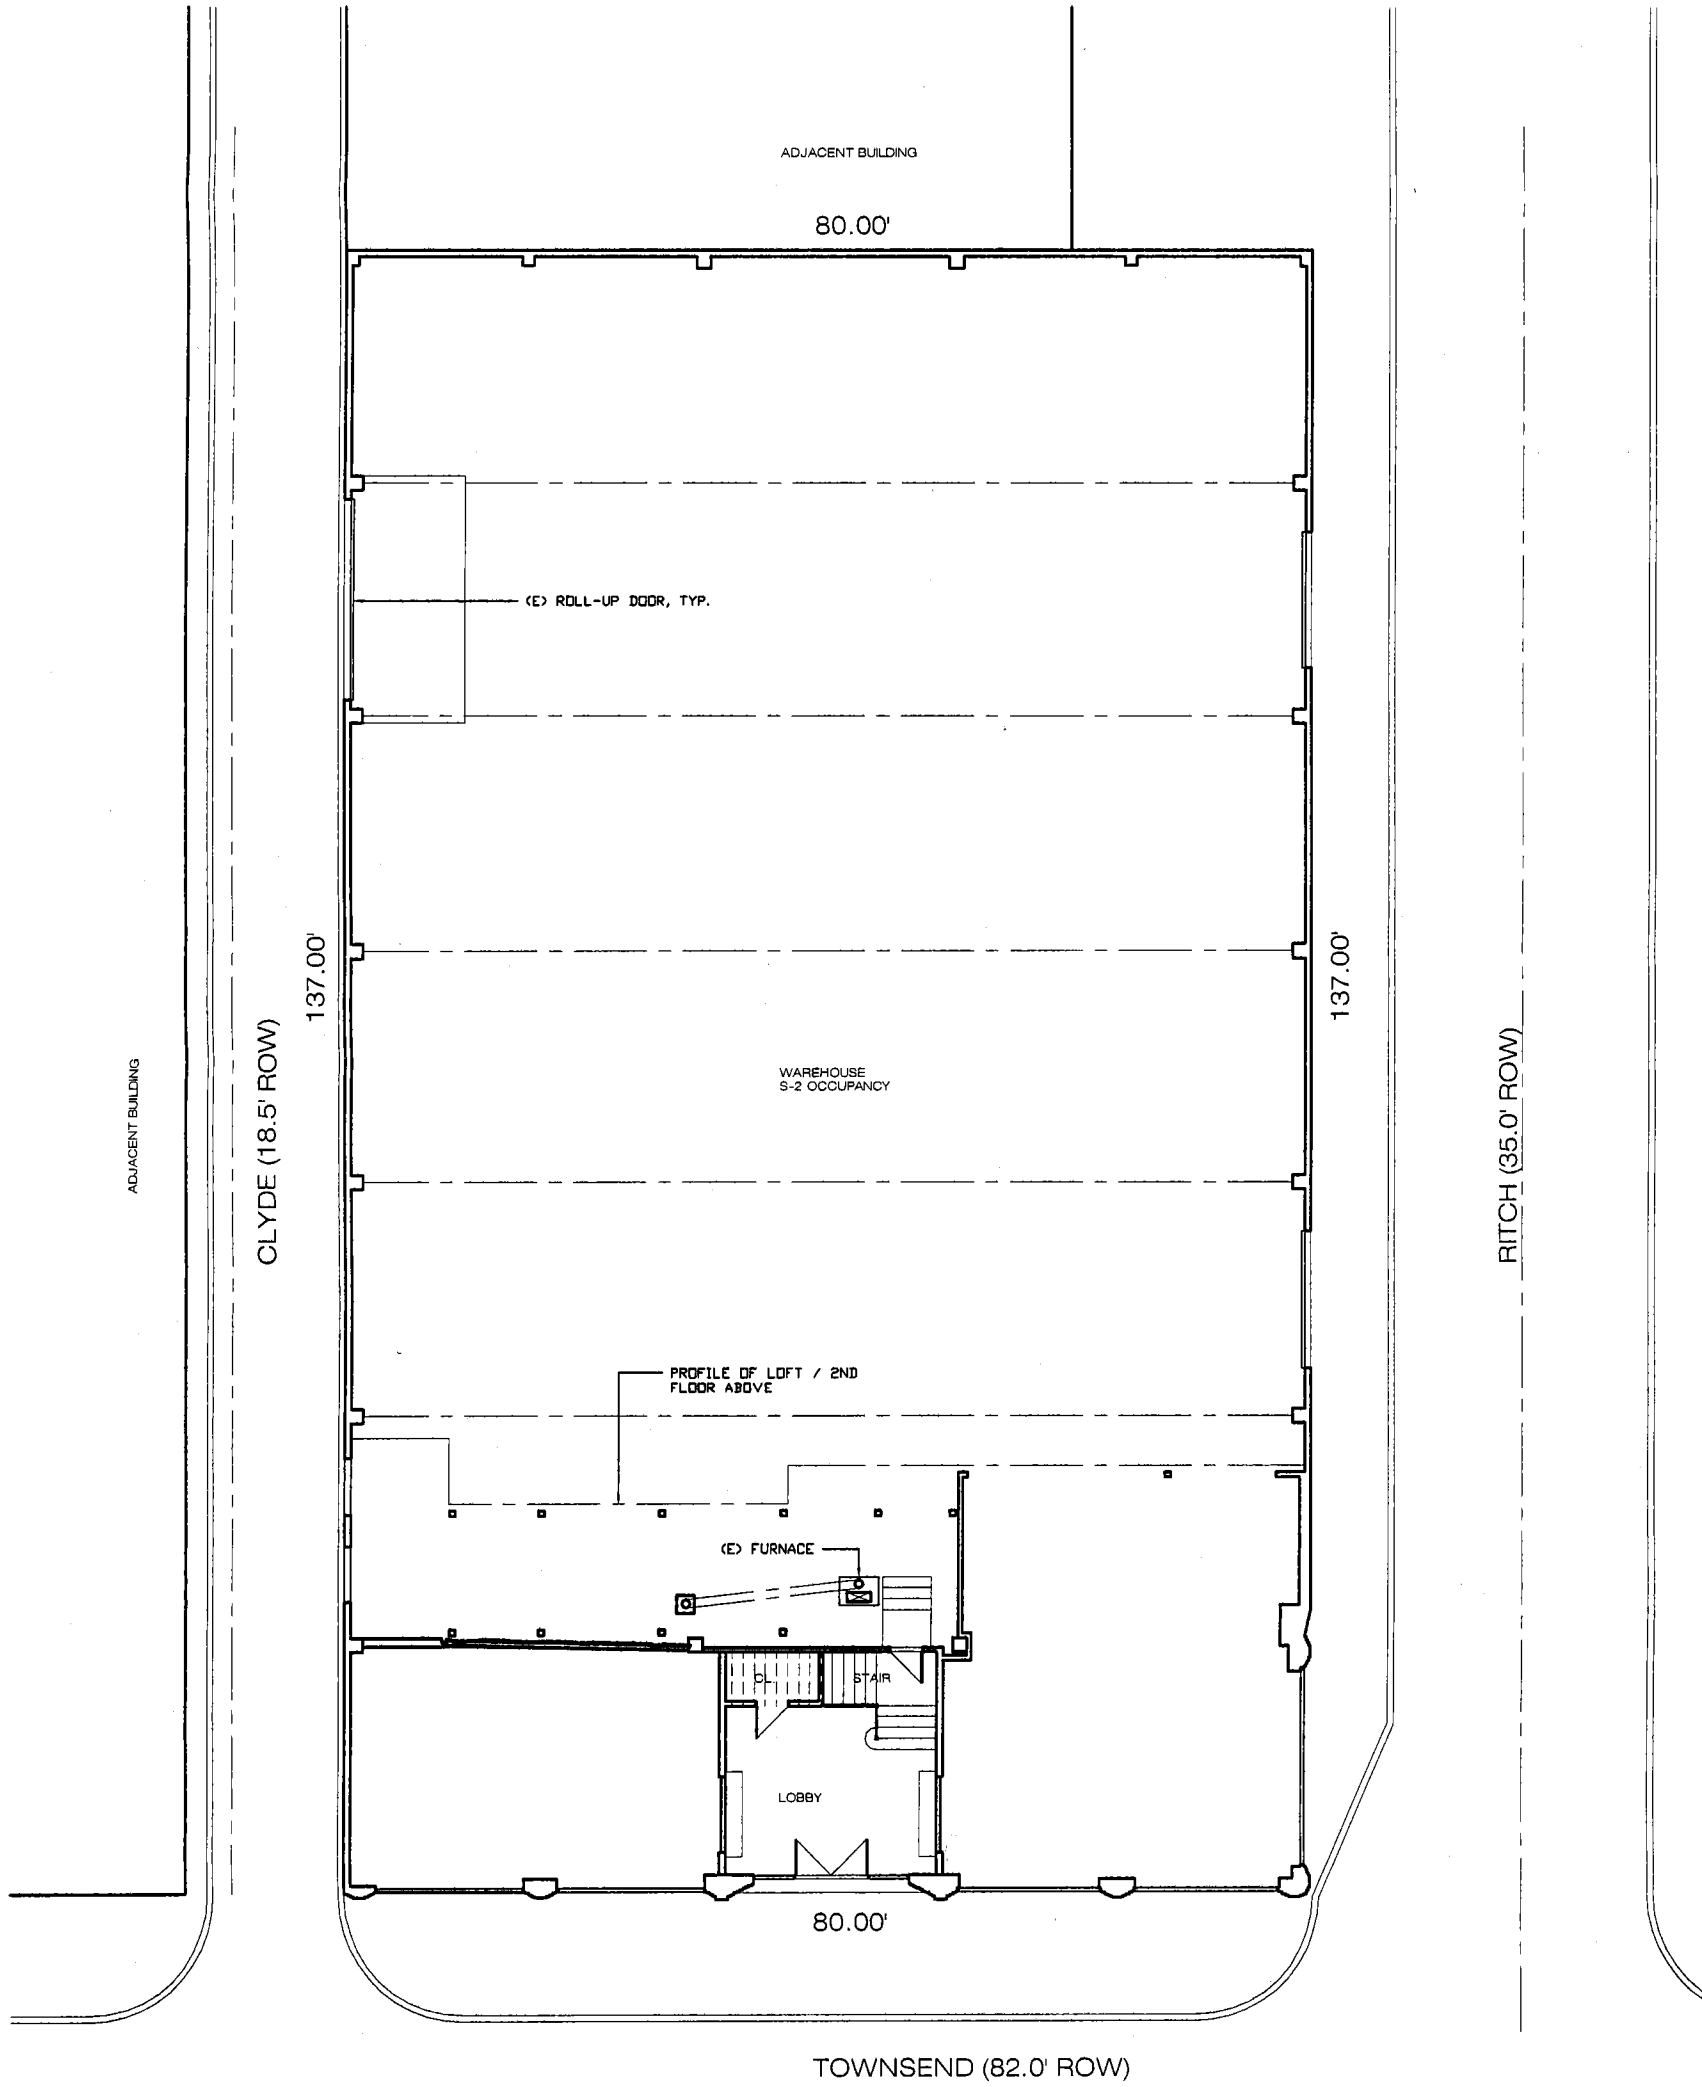 ADJACENT BUILDING
80.00'
(E) ROLL-UP DOOR, TYP.
137.00'
137.00'
CLYDE (18.5' ROW)
RITCH (35.0' ROW)
ADJACENT BUILDING
WAREHOUSE
S-2 OCCUPANCY
PROFILE OF LOFT / 2ND
FLOOR ABOVE
(E) FURNACE
CL
STAIR
LOBBY
80.00'
TOWNSEND (82.0' ROW)